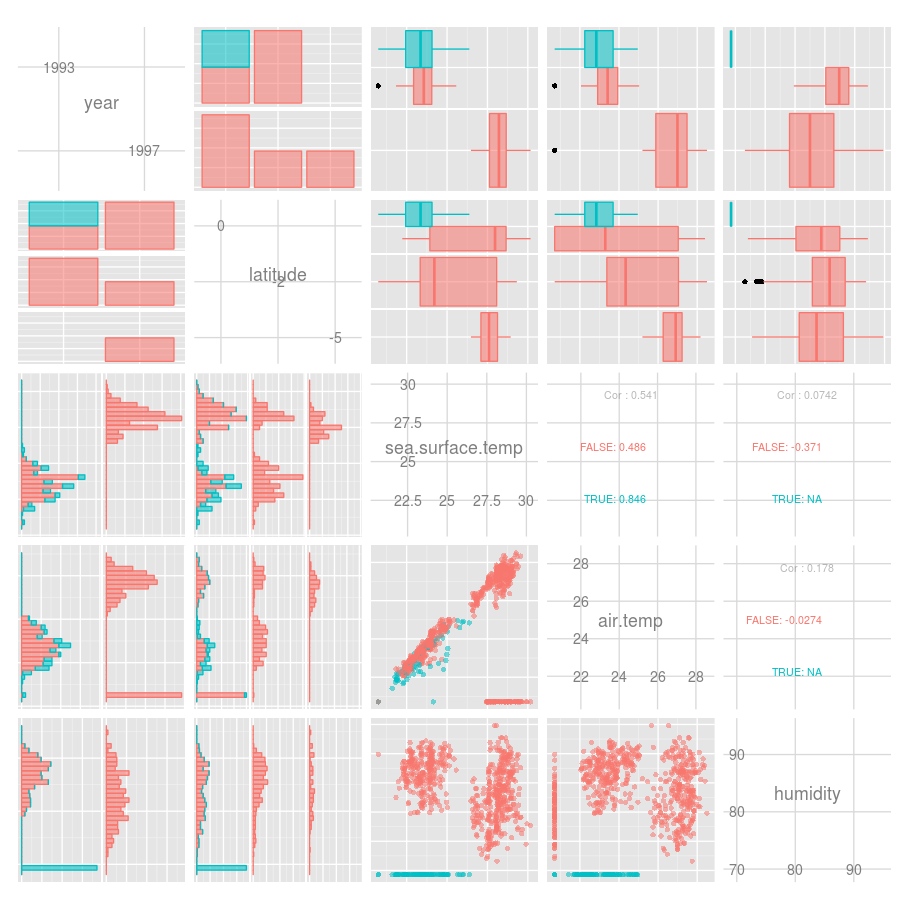 1993
year
1997
0
latitude
-2
-5
30
27.5
sea.surface.temp
25
22.5 25 27.5 30
Cor : 0.541
FALSE: 0.486
TRUE: 0.846
Cor : 0.0742
FALSE: -0.371
TRUE: NA
28
26
air.temp
24
22 24 26 28
Cor : 0.178
FALSE: -0.0274
TRUE: NA
90
humidity
80
70 80 90